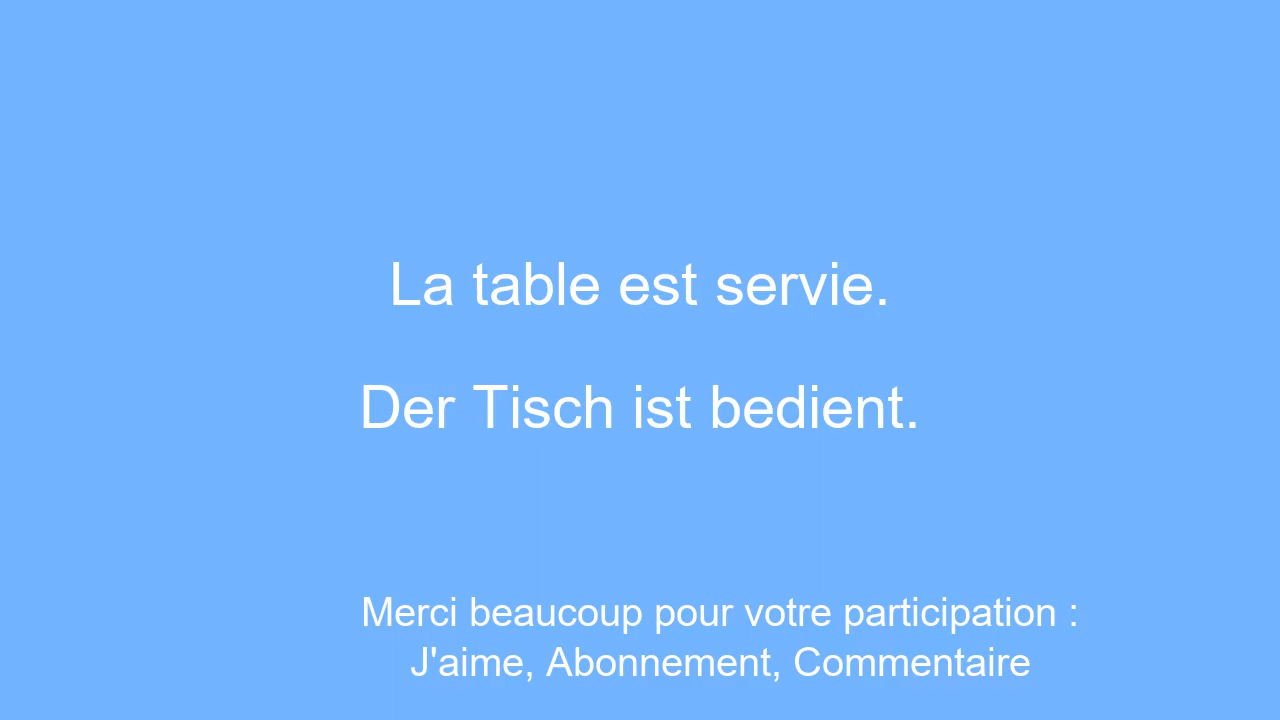 La table est servie.
Der Tisch ist bedient.
Merci beaucoup pour votre participation :
J'aime, Abonnement, Commentaire